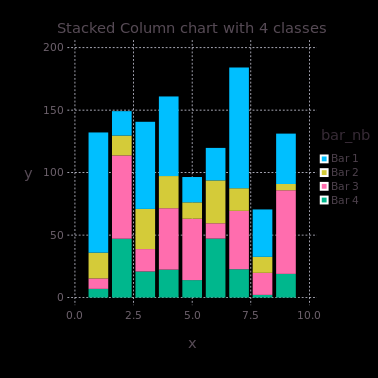 Stacked Column chart with 4 classes
200
150
100
50
0
y
0.0 2.5 5.0 7.5 10.0
x
bar_nb
Bar 1
Bar 2
Bar 3
Bar 4